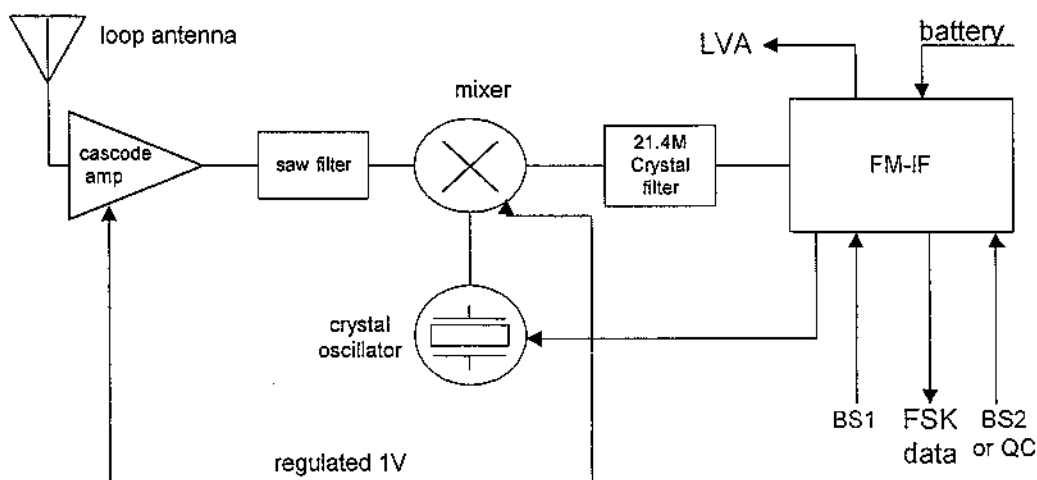 loop antenna
LVA
battery
mixer
cascode
amp
saw filter
21.4M
Crystal
filter
FM-IF
crystal
oscillator
BS1
FSK
data
BS2
or QC
regulated 1V